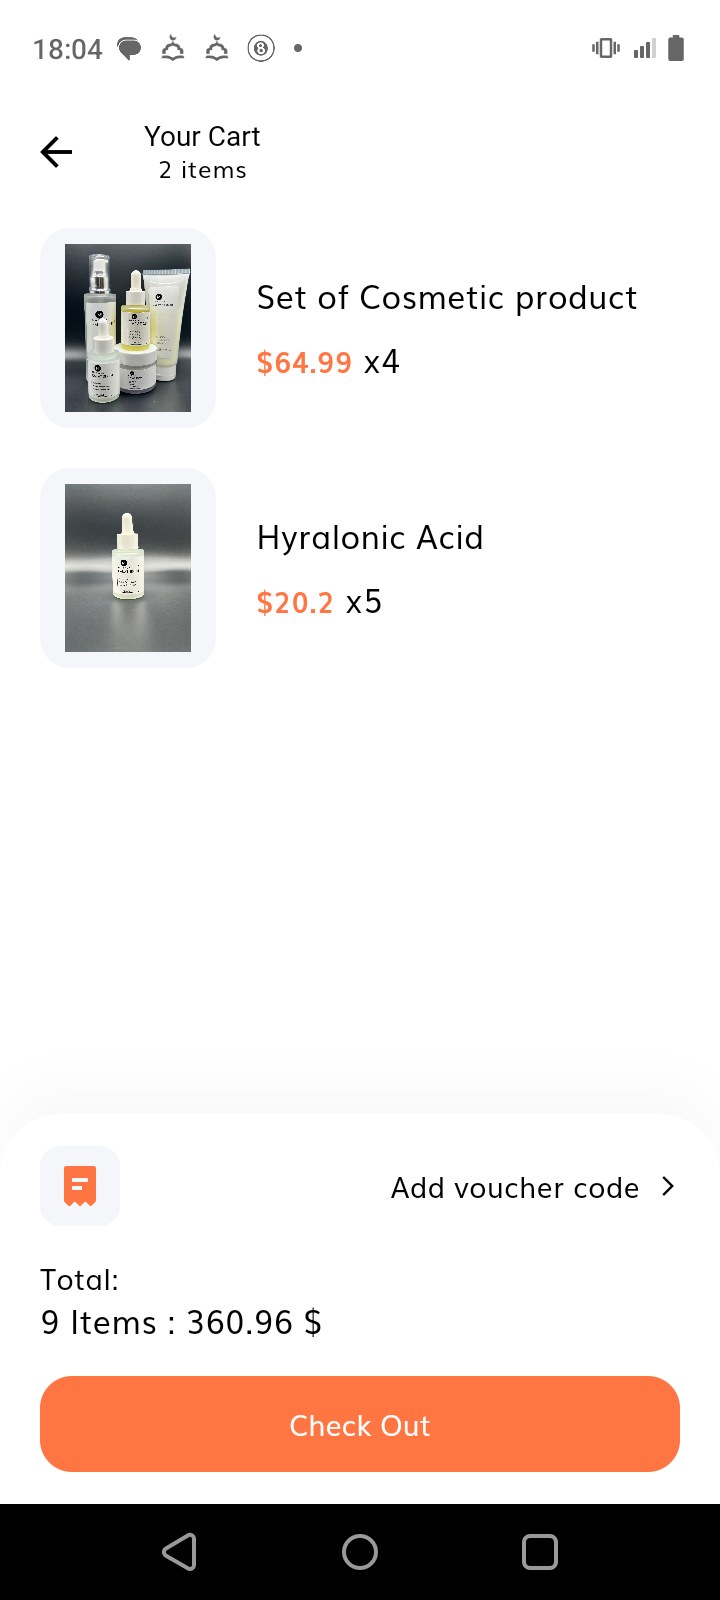 18:04
Your Cart
2 items
Set of Cosmetic product
$64.99 x4
Hyralonic Acid
$20.2 x5
Add voucher code
Total:
9 Items : 360.96 $
Check Out